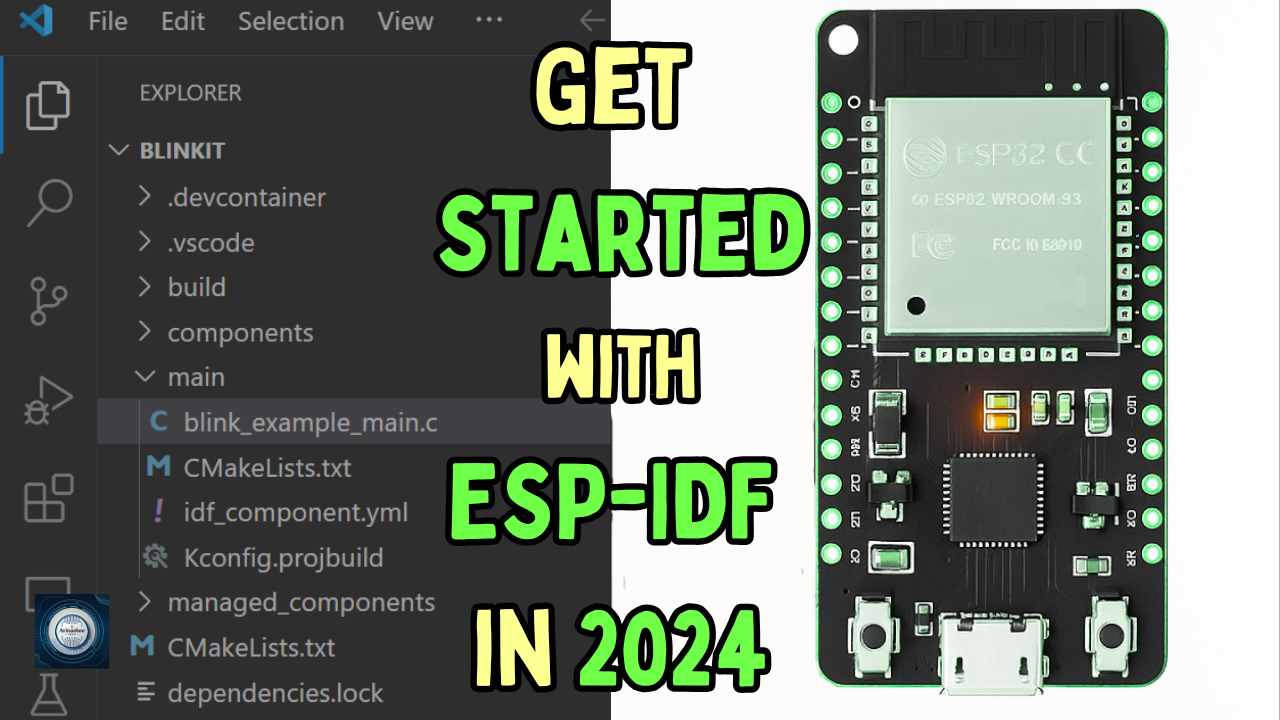 File Edit Selection View ...
EXPLORER
BLINKIT
.devcontainer
.vscode
build
components
main
C blink_example_main.c
M CMakeLists.txt
! idf_component.yml
Kconfig.projbuild
managed_components
M CMakeLists.txt
dependencies.lock
GET
STARTED
WITH
ESP-IDF
IN 2024
ESP32 CC
ESP82 WROOM-93
FCC IO E8910